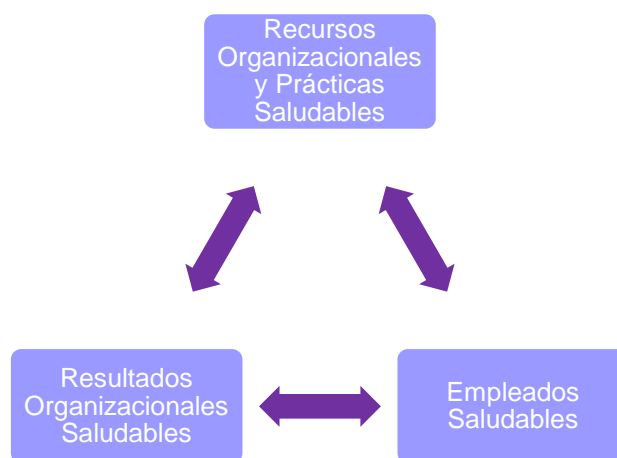 Recursos
Organizacionales
y Prácticas
Saludables
Resultados
Organizacionales
Saludables
Empleados
Saludables